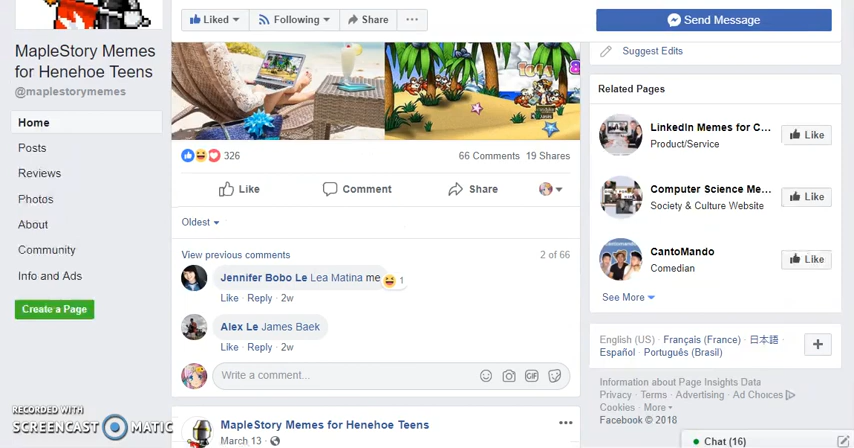 Liked
Following
Share
Send Message
MapleStory Memes
for Henehoe Teens
@maplestorymemes
Home
Posts
Reviews
Photos
About
Community
Info and Ads
Create a Page
326
66 Comments 19 Shares
Like
Comment
Share
Oldest
View previous comments
2 of 66
Jennifer Bobo Le Lea Matina me
1
Like · Reply · 2w
Alex Le James Baek
Like · Reply · 2w
Write a comment...
GIF
MapleStory Memes for Henehoe Teens
March 13
Suggest Edits
Related Pages
LinkedIn Memes for C...
Product/Service
Like
Computer Science Me...
Society & Culture Website
Like
CantoMando
Comedian
Like
See More
English (US) · Français (France) · 日本語 ·
Español · Português (Brasil)
Information about Page Insights Data
Privacy · Terms · Advertising · Ad Choices
Cookies · More
Facebook © 2018
Chat (16)
RECORDED WITH
SCREENCAST MATIC